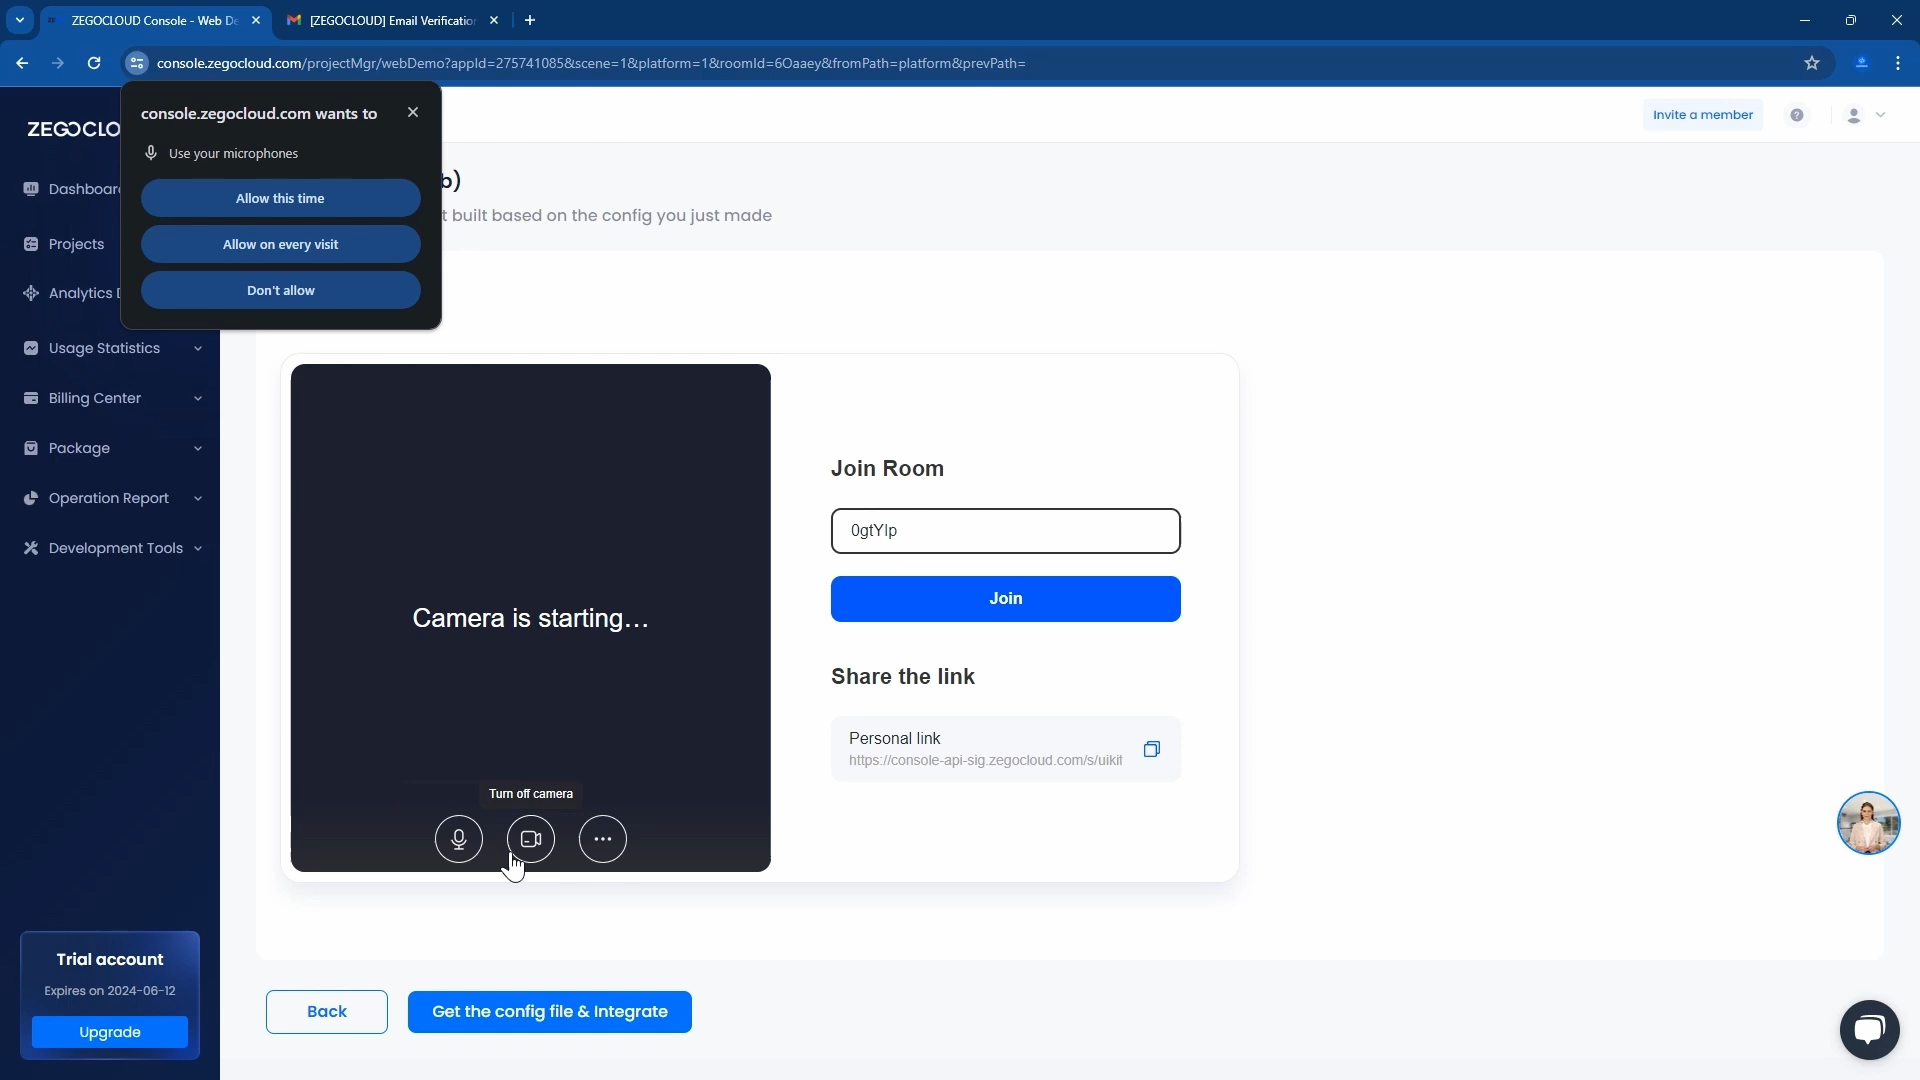 ZEGOCLOUD Console - Web De
[ZEGOCLOUD] Email Verification
console.zegocloud.com/projectMgr/webDemo?appId=275741085&scene=1&platform=1&roomId=6Oaaey&fromPath=platform&prevPath=
console.zegocloud.com wants to
Use your microphones
Allow this time
Allow on every visit
Don't allow
ZEGOCLO
Invite a member
Dashboard
b)
t built based on the config you just made
Projects
Analytics D
Usage Statistics
Billing Center
Package
Operation Report
Development Tools
Camera is starting...
Turn off camera
Join Room
0gtYlp
Join
Share the link
Personal link
https://console-api-sig.zegocloud.com/s/uikit
Trial account
Expires on 2024-06-12
Upgrade
Back
Get the config file & Integrate